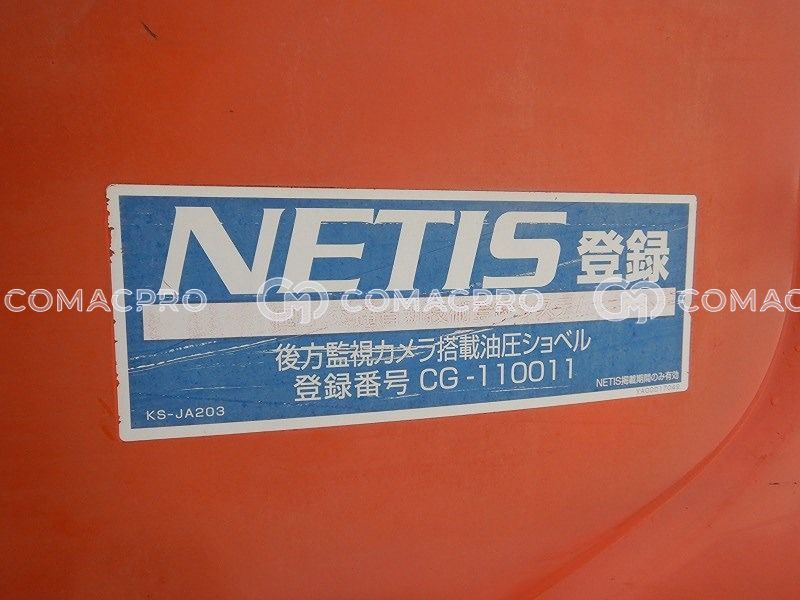 NETIS 登録
後方監視カメラ搭載油圧ショベル
登録番号 CG-110011
KS-JA203
NETIS掲載期間のみ有効
COMACPRO COMACPRO COMAC